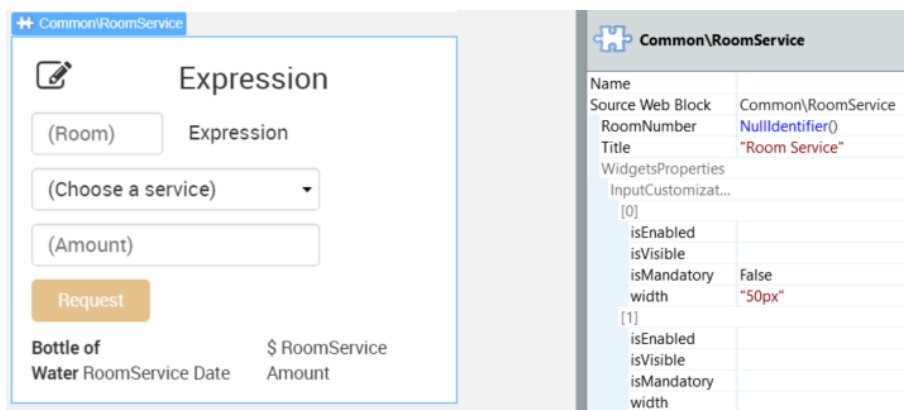 Common\RoomService
Expression
(Room)
Expression
(Choose a service)
(Amount)
Request
Bottle of
Water RoomService Date
$ RoomService
Amount
Common\RoomService
Name
Source Web Block Common\RoomService
RoomNumber NullIdentifier()
Title "Room Service"
WidgetsProperties
InputCustomizat...
[0]
isEnabled
isVisible
isMandatory False
width "50px"
[1]
isEnabled
isVisible
isMandatory
width